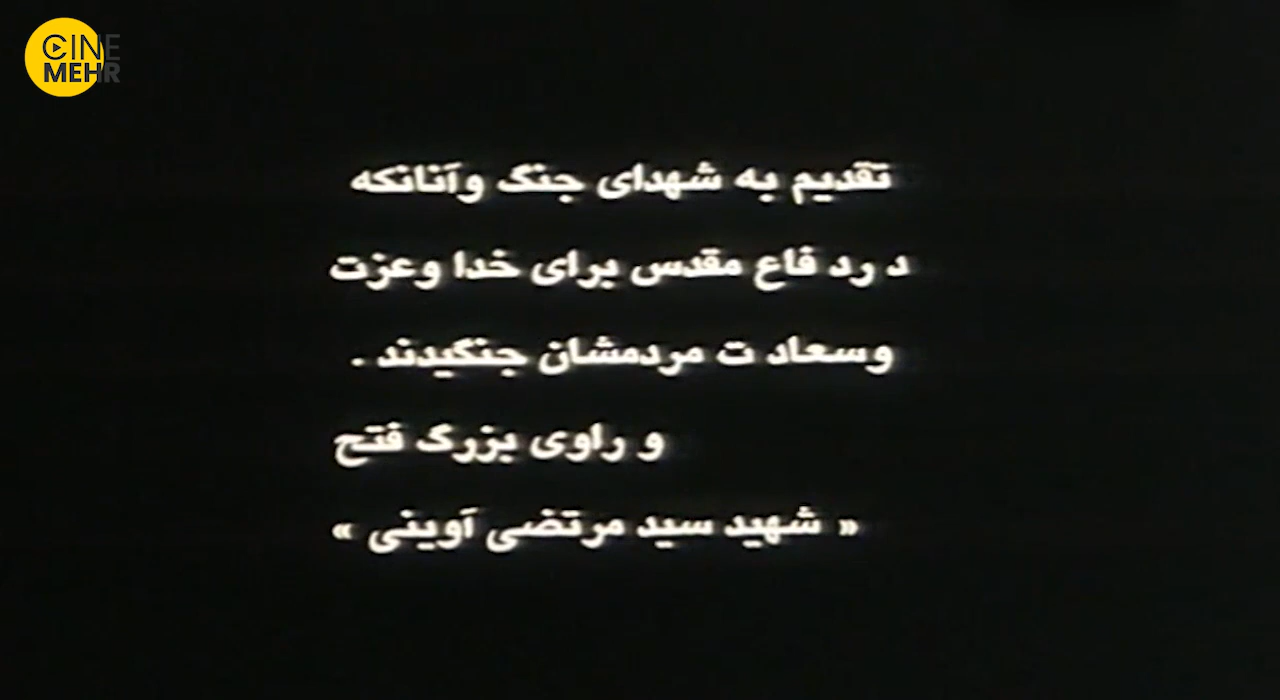 CINE
MEHR
تقدیم به شهدای جنگ وآنانکه
د رد فاع مقدس برای خدا وعزت
وسعاد ت مردمشان جنگیدند .
و راوی بزرگ فتح
« شهید سید مرتضی آوینی »